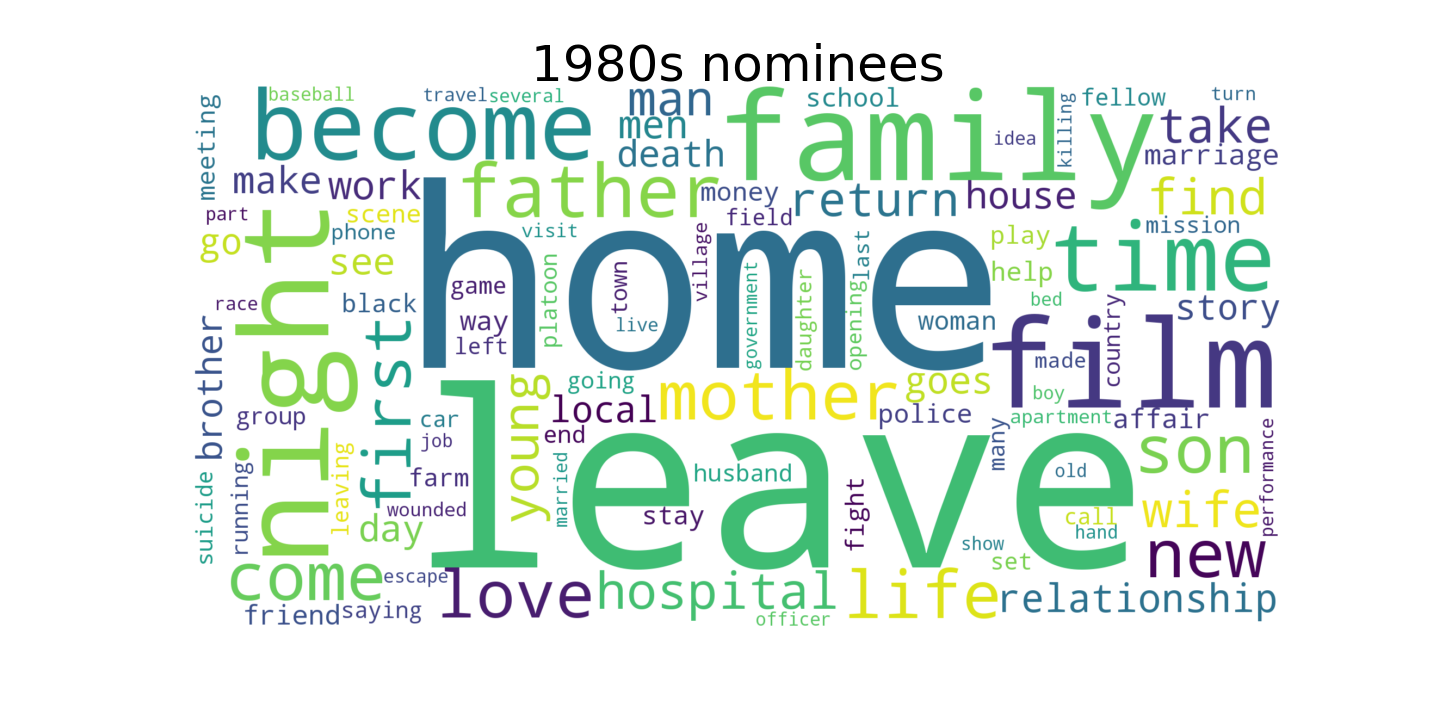 1980s nominees
baseball
travel
several
man
family
school
fellow
turn
meeting
become
men
death
idea
killing
take
marriage
make
work
father
money
return
house
find
part
scene
field
mission
go
phone
visit
play
time
see
night
home
village
last
help
race
black
game
platoon
town
government
daughter
opening
bed
story
way
live
woman
left
brother
first
film
made
country
going
mother
goes
boy
group
car
young
local
police
apartment
affair
job
end
many
son
performance
suicide
running
leaving
farm
married
husband
leave
old
wounded
day
stay
fight
call
wife
hand
show
new
come
escape
set
love
hospital
life
relationship
friend
saying
officer